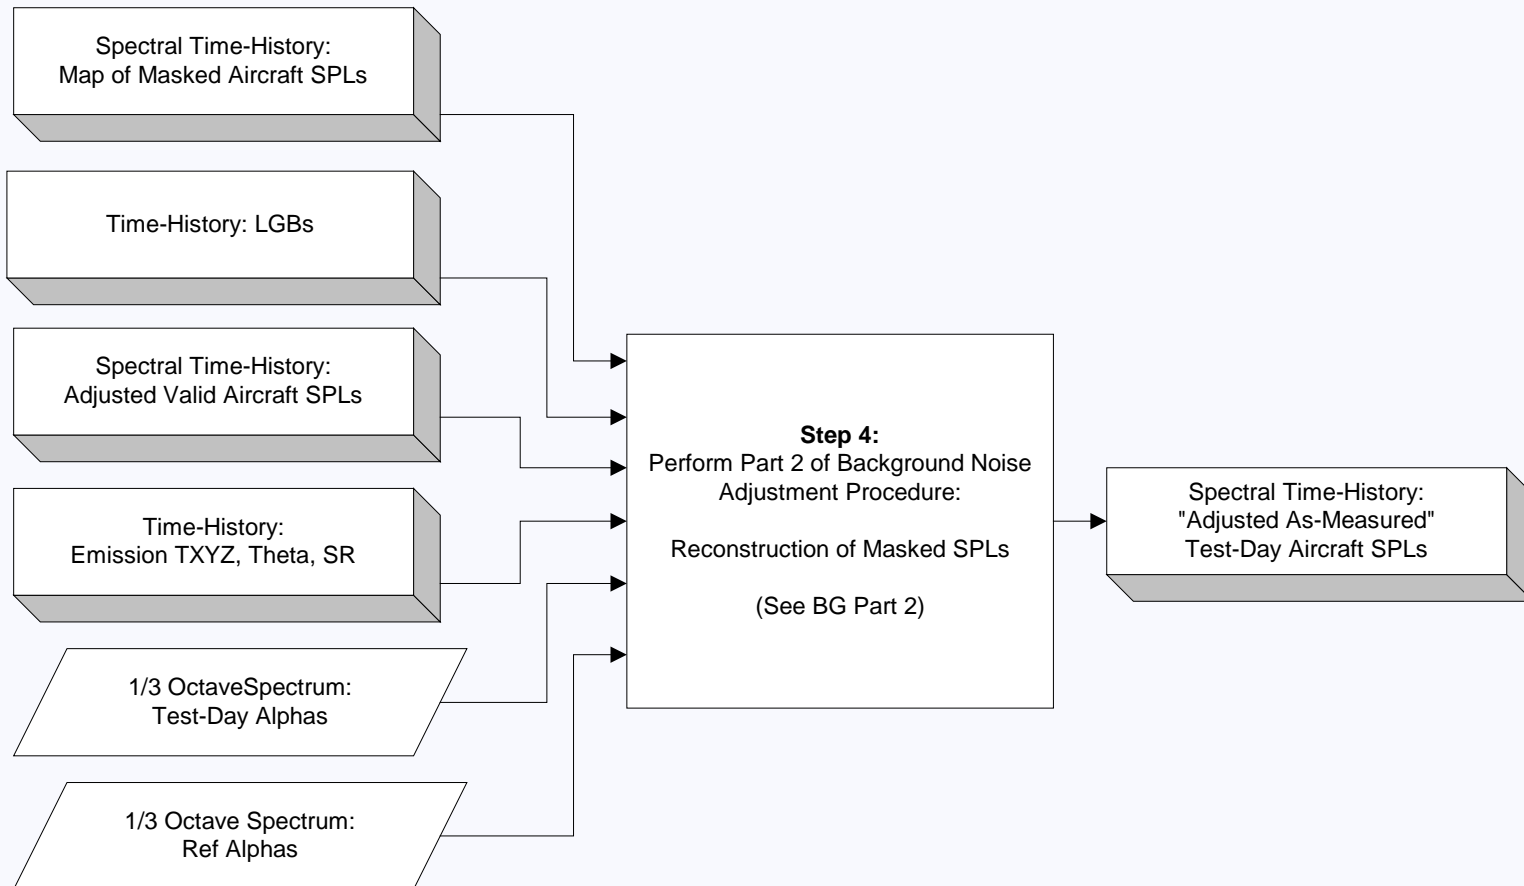 Spectral Time-History:
Map of Masked Aircraft SPLs
Time-History: LGBs
Spectral Time-History:
Adjusted Valid Aircraft SPLs
Time-History:
Emission TXYZ, Theta, SR
1/3 OctaveSpectrum:
Test-Day Alphas
1/3 Octave Spectrum:
Ref Alphas
Step 4:
Perform Part 2 of Background Noise
Adjustment Procedure:
Reconstruction of Masked SPLs
(See BG Part 2)
Spectral Time-History:
"Adjusted As-Measured"
Test-Day Aircraft SPLs